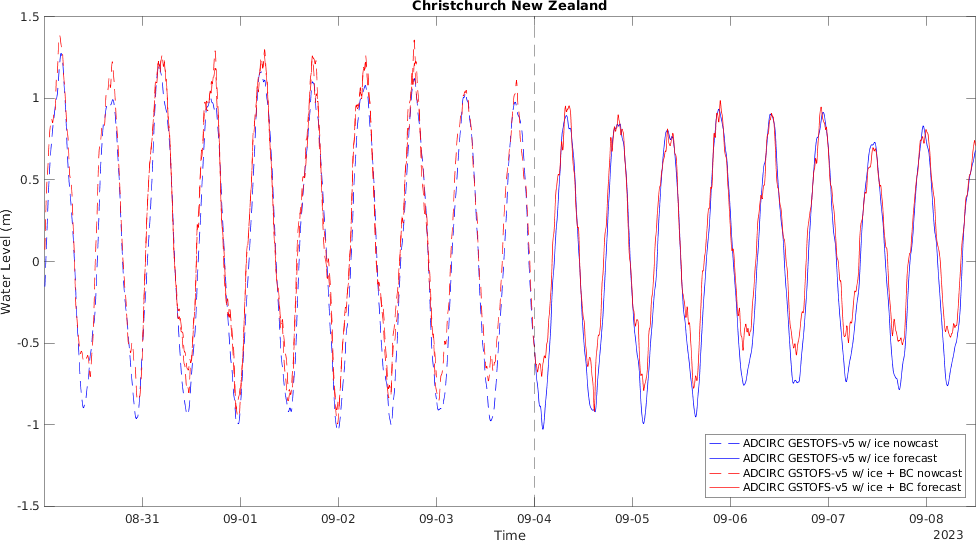 Christchurch New Zealand
1.5
1
0.5
0
-0.5
-1
-1.5
Water Level (m)
08-31
09-01
09-02
09-03
09-04
09-05
09-06
09-07
09-08
Time
2023
ADCIRC GESTOFS-v5 w/ ice nowcast
ADCIRC GESTOFS-v5 w/ ice forecast
ADCIRC GSTOFS-v5 w/ ice + BC nowcast
ADCIRC GSTOFS-v5 w/ ice + BC forecast